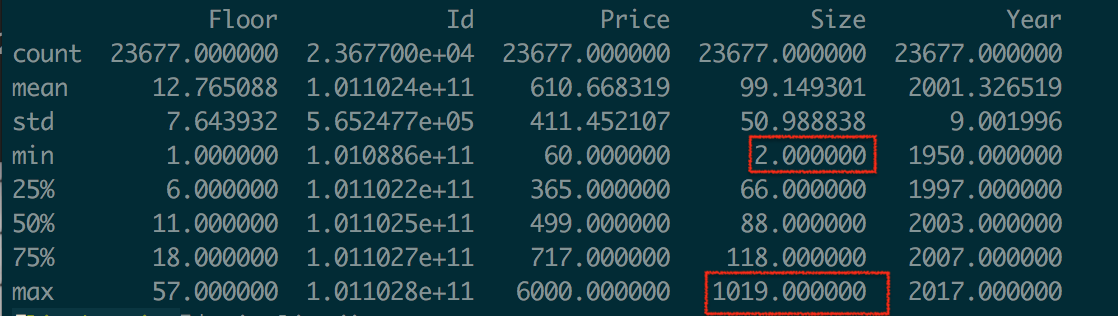 Floor Id Price Size Year
count 23677.000000 2.367700e+04 23677.000000 23677.000000 23677.000000
mean 12.765088 1.011024e+11 610.668319 99.149301 2001.326519
std 7.643932 5.652477e+05 411.452107 50.988838 9.001996
min 1.000000 1.010886e+11 60.000000 2.000000 1950.000000
25% 6.000000 1.011022e+11 365.000000 66.000000 1997.000000
50% 11.000000 1.011025e+11 499.000000 88.000000 2003.000000
75% 18.000000 1.011027e+11 717.000000 118.000000 2007.000000
max 57.000000 1.011028e+11 6000.000000 1019.000000 2017.000000